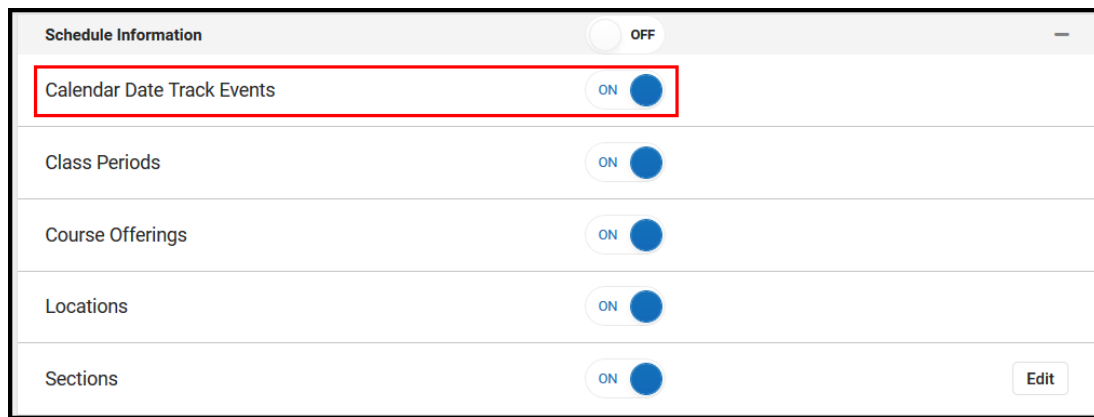 Schedule Information OFF
Calendar Date Track Events ON
Class Periods ON
Course Offerings ON
Locations ON
Sections ON Edit